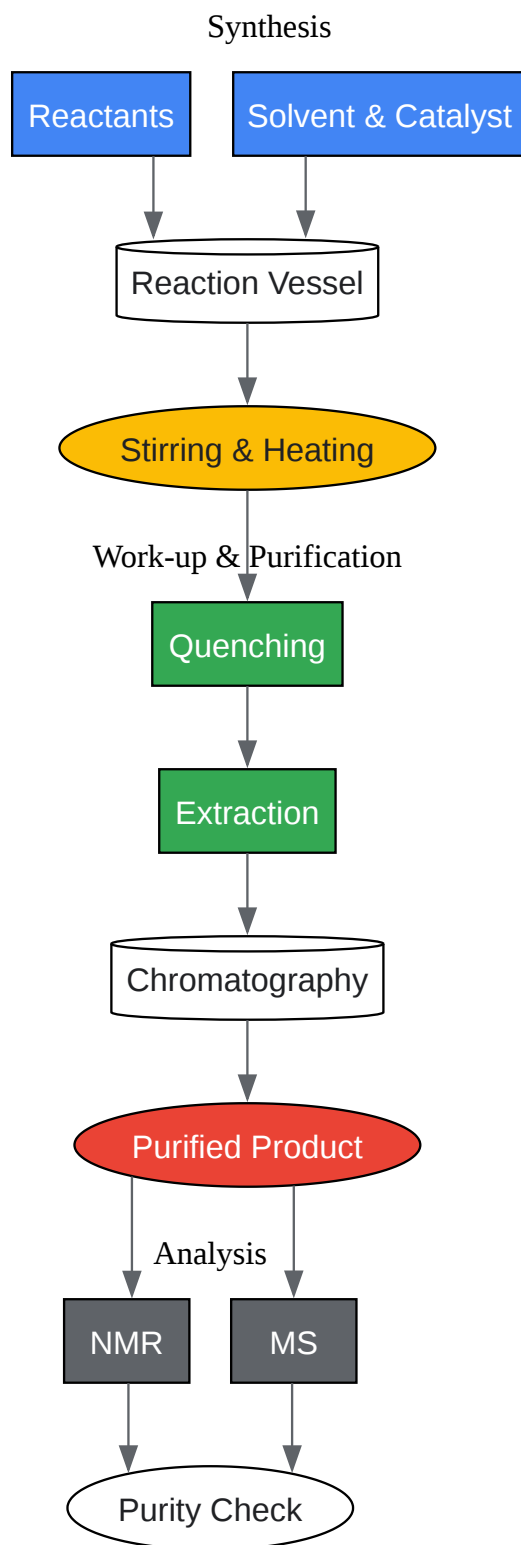 Synthesis
Reactants
Solvent & Catalyst
Reaction Vessel
Stirring & Heating
Work-up & Purification
Quenching
Extraction
Chromatography
Purified Product
Analysis
NMR
MS
Purity Check